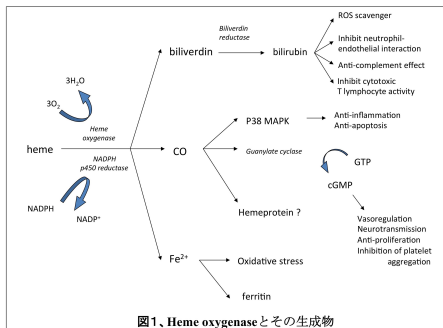 ROS scavenger
Biliverdin
reductase
Inhibit neutrophil-
endothelial interaction
biliverdin
bilirubin
Anti-complement effect
3H₂O
Inhibit cytotoxic
T lymphocyte activity
3O₂
P38 MAPK
Anti-inflammation
Anti-apoptosis
Heme
oxygenase
heme
CO
Guanylate cyclase
GTP
NADPH
p450 reductase
cGMP
NADPH
NADP⁺
Hemeprotein ?
Vasoregulation
Neurotransmission
Anti-proliferation
Inhibition of platelet
aggregation
Fe²⁺
Oxidative stress
ferritin
図1、Heme oxygenaseとその生成物